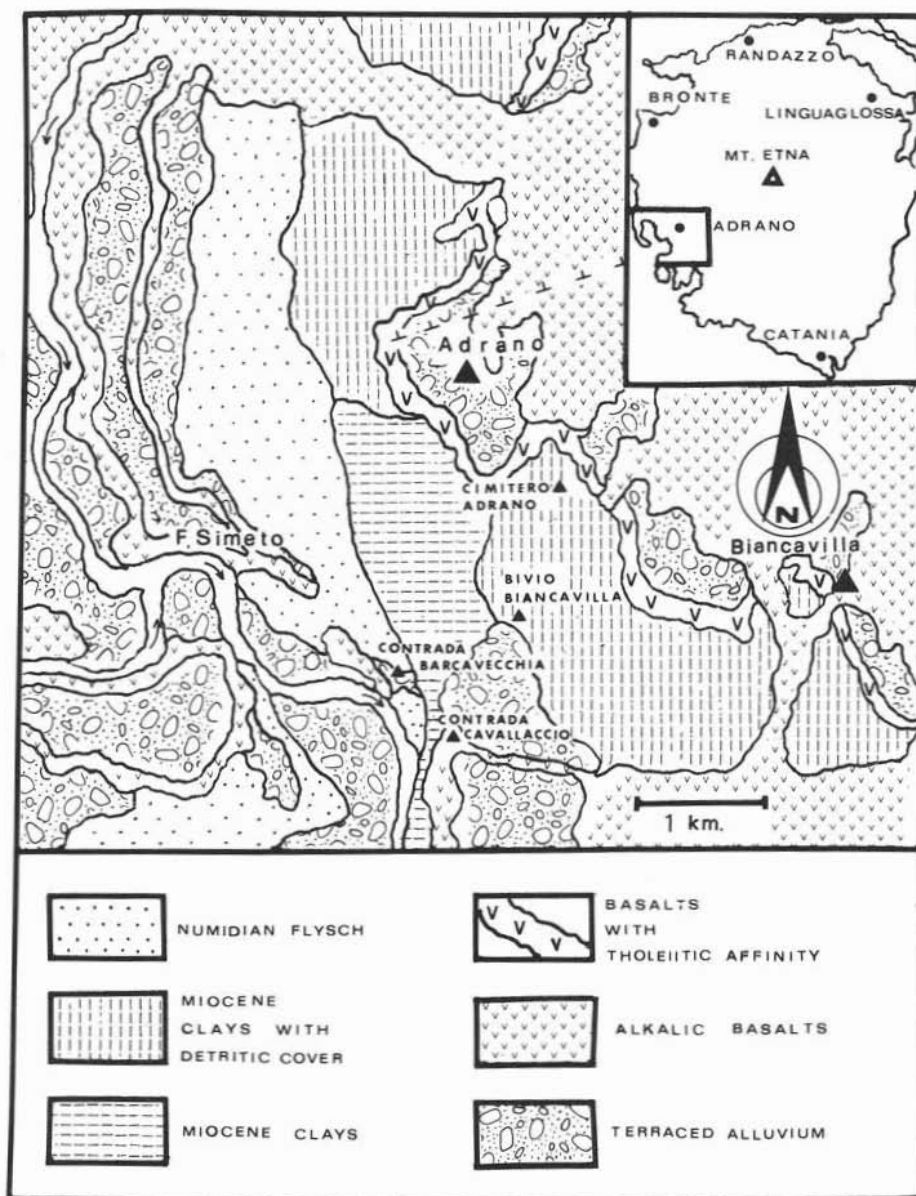 RANDAZZO
BRONTE
LINGUAGLOSSA
MT. ETNA
ADRANO
CATANIA
Adrano
CIMITERO
ADRANO
N
Biancavilla
F Simeto
BIVIO
BIANCAVILLA
CONTRADA
BARCAVECCHIA
CONTRADA
CAVALLACCIO
1 km.
NUMIDIAN FLYSCH
MIOCENE
CLAYS WITH
DETRITIC COVER
MIOCENE CLAYS
BASALTS
WITH
THOLEIITIC AFFINITY
ALKALIC BASALTS
TERRACED ALLUVIUM